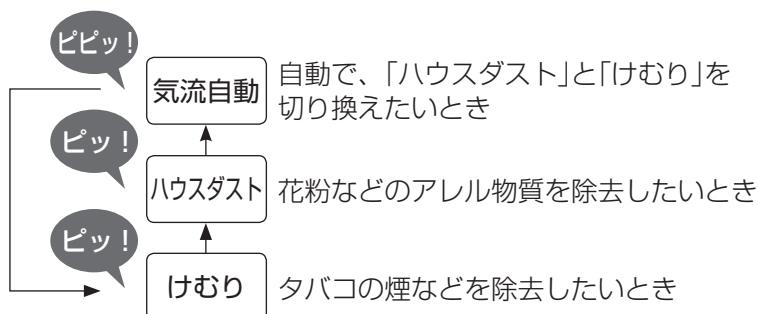 ピピッ!
気流自動
自動で、「ハウスダスト」と「けむり」を
切り換えたいとき
ピッ!
ハウスダスト
花粉などのアレル物質を除去したいとき
ピッ!
けむり
タバコの煙などを除去したいとき